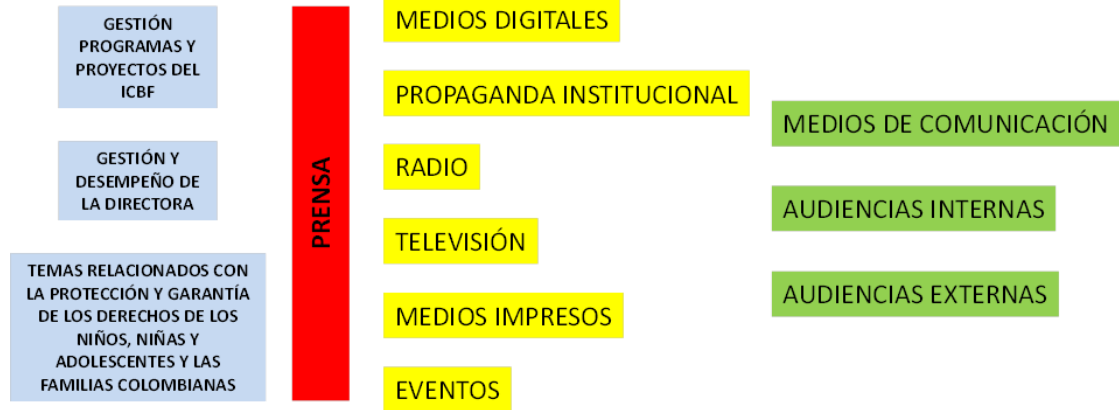 GESTIÓN
PROGRAMAS Y
PROYECTOS DEL
ICBF
GESTIÓN Y
DESEMPEÑO DE
LA DIRECTORA
TEMAS RELACIONADOS CON
LA PROTECCIÓN Y GARANTÍA
DE LOS DERECHOS DE LOS
NIÑOS, NIÑAS Y
ADOLESCENTES Y LAS
FAMILIAS COLOMBIANAS
PRENSA
MEDIOS DIGITALES
PROPAGANDA INSTITUCIONAL
RADIO
TELEVISIÓN
MEDIOS IMPRESOS
EVENTOS
MEDIOS DE COMUNICACIÓN
AUDIENCIAS INTERNAS
AUDIENCIAS EXTERNAS